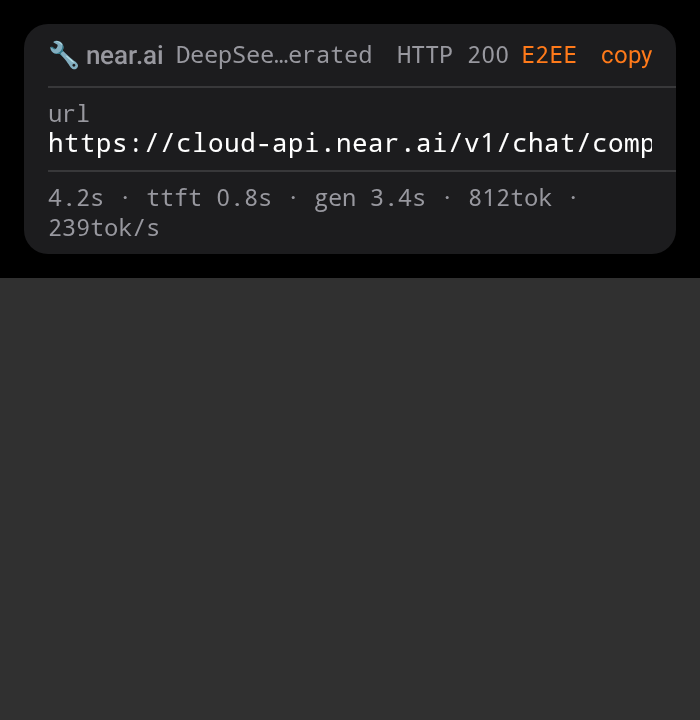 🔧 near.ai DeepSee…erated HTTP 200 E2EE copy
url
https://cloud-api.near.ai/v1/chat/comp
4.2s · ttft 0.8s · gen 3.4s · 812tok ·
239tok/s